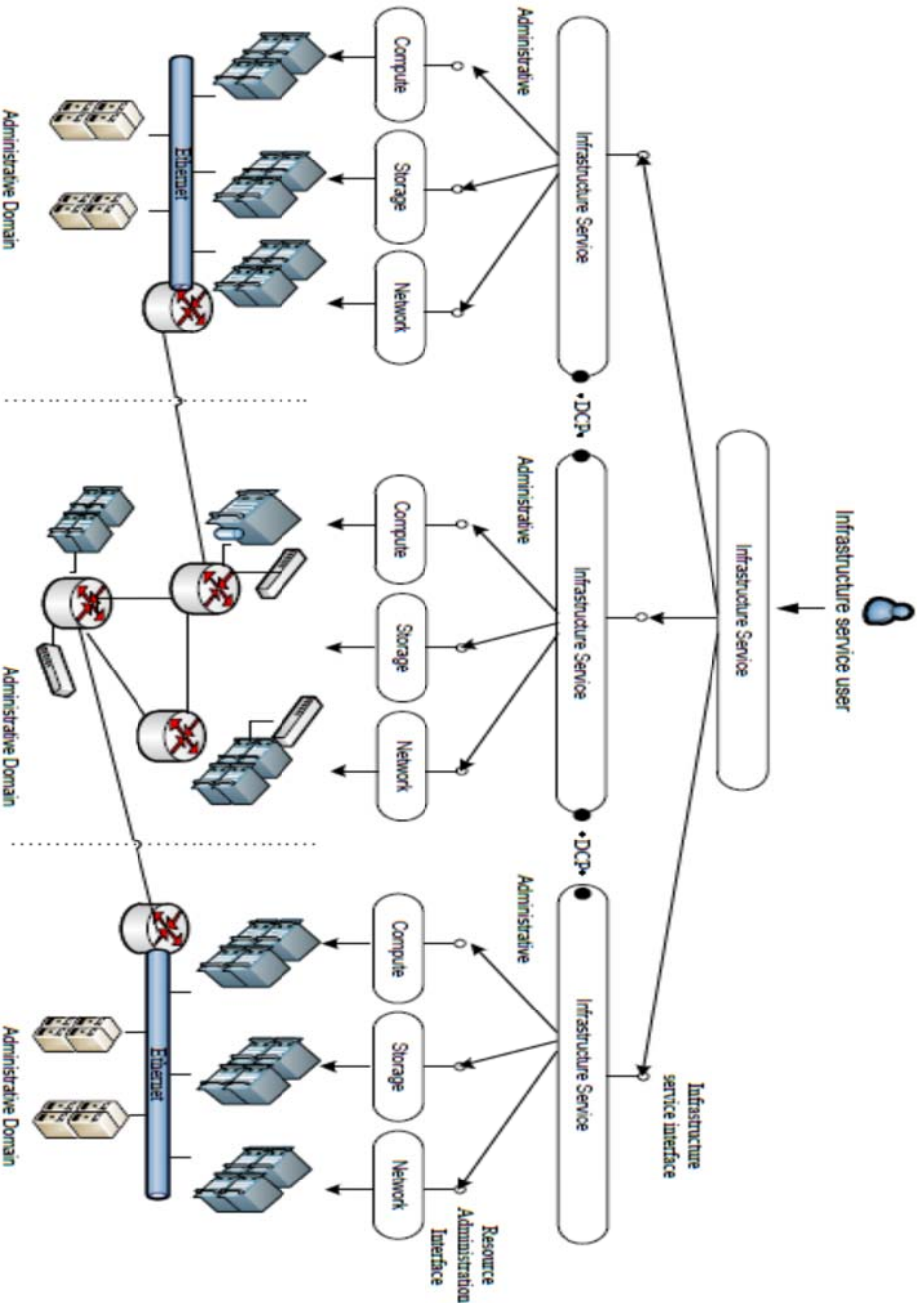 Infrastructure service user
Infrastructure Service
Infrastructure
service interface
Infrastructure Service
•DCP•
Infrastructure Service
•DCP•
Infrastructure Service
Administrative
Administrative
Administrative
Resource
Administration
Interface
Compute
Storage
Network
Compute
Storage
Network
Compute
Storage
Network
Ethernet
Ethernet
Administrative Domain
Administrative Domain
Administrative Domain